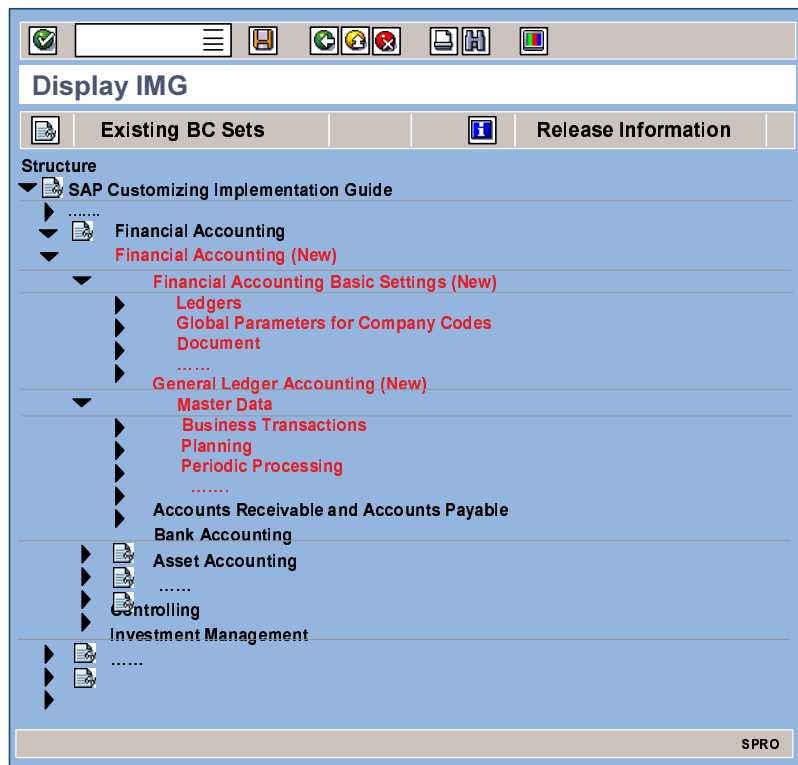 Display IMG
Existing BC Sets Release Information
Structure
SAP Customizing Implementation Guide
.......
Financial Accounting
Financial Accounting (New)
Financial Accounting Basic Settings (New)
Ledgers
Global Parameters for Company Codes
Document
......
General Ledger Accounting (New)
Master Data
Business Transactions
Planning
Periodic Processing
.......
Accounts Receivable and Accounts Payable
Bank Accounting
Asset Accounting
......
Controlling
Investment Management
......
SPRO